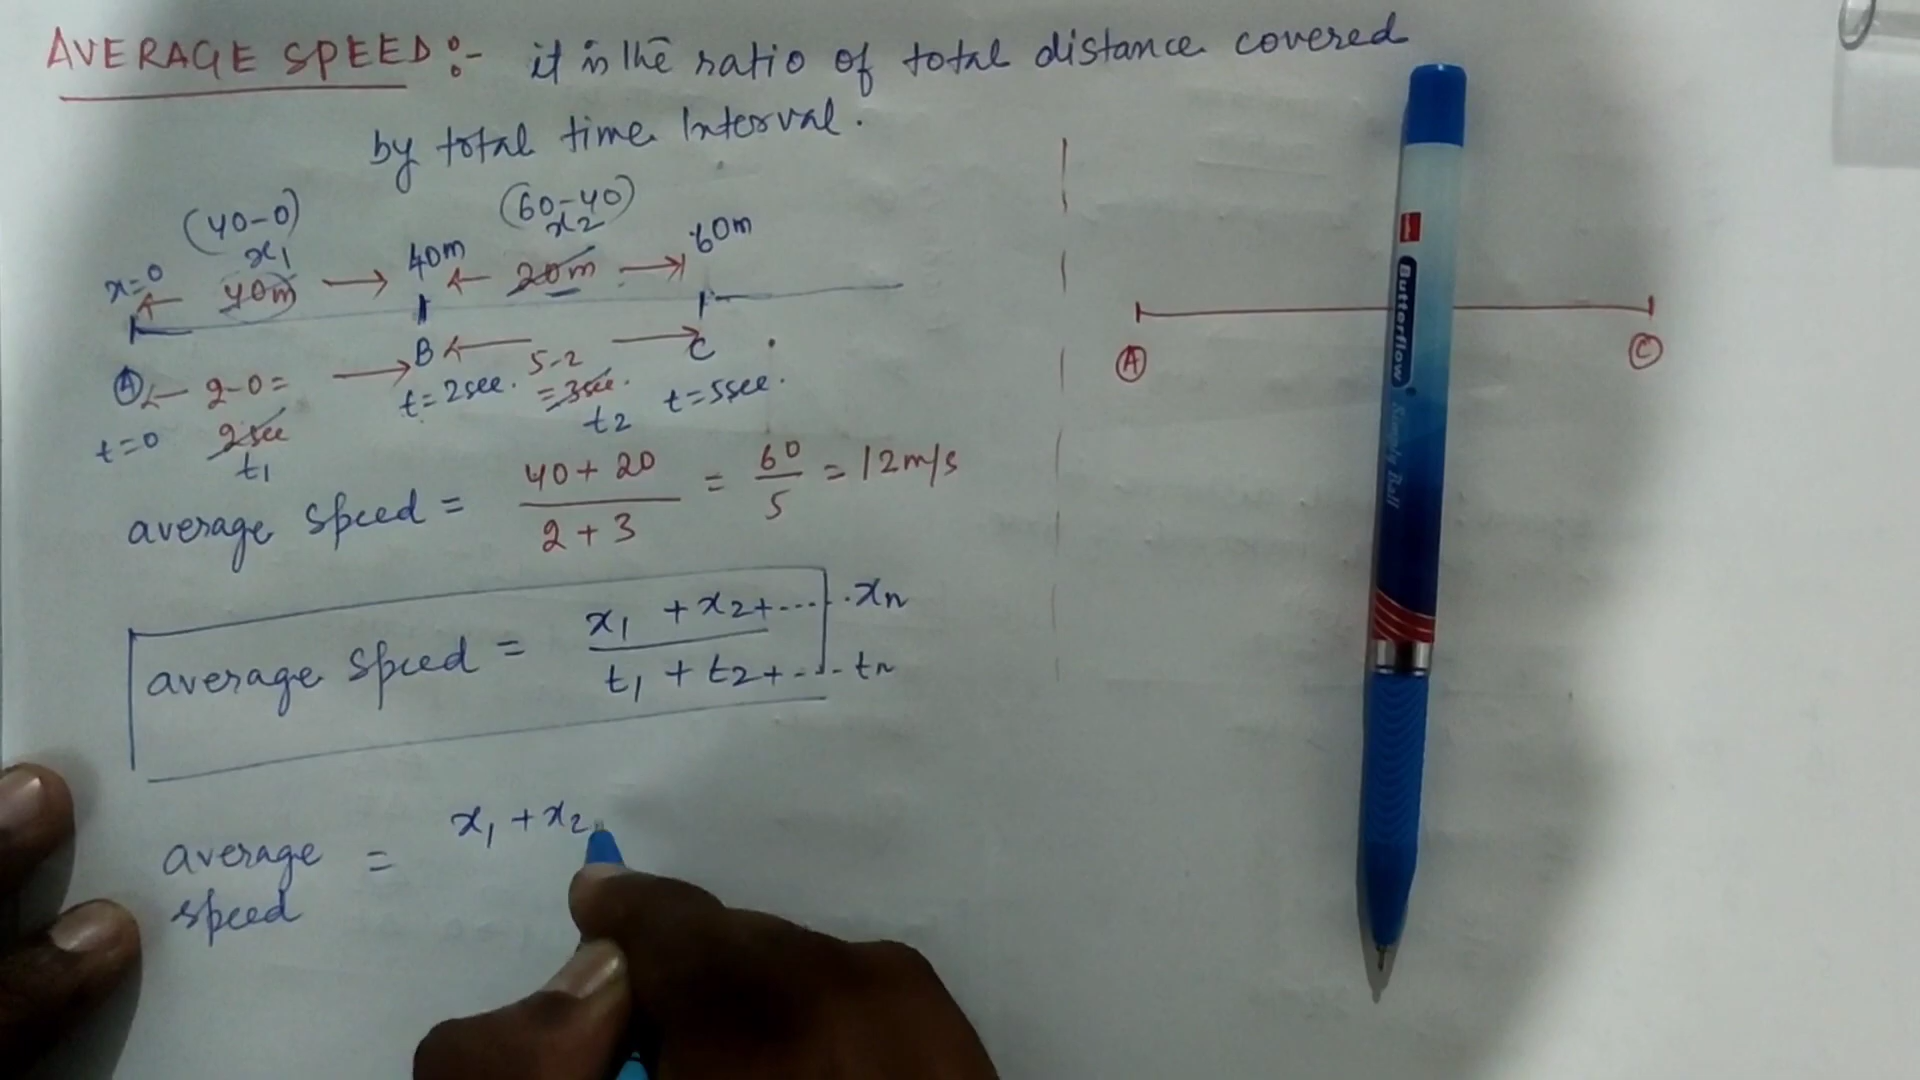 AVERAGE SPEED :- it is the ratio of total distance covered
by total time Interval.
(40-0) (60-40)
x1 x2
x=0 40m 40m 20m 60m
A B C
2-0= 5-2
t=2sec. =3sec. t=5sec.
t=0 2sec t2
t1
average speed = 40+20 / 2+3 = 60/5 = 12m/s
average speed = x1 +x2+.....xn / t1 +t2+.....tn
average speed = x1 +x2
A C
Butterflow
Simply Ball